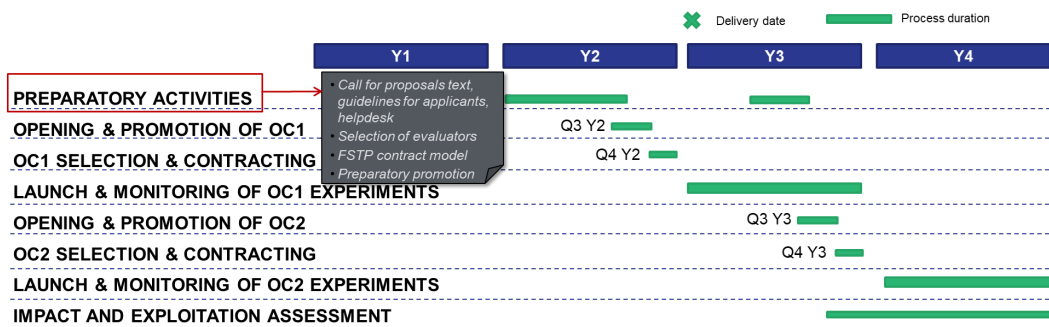 Delivery date
Process duration
Y1
Y2
Y3
Y4
PREPARATORY ACTIVITIES
• Call for proposals text,
guidelines for applicants,
helpdesk
• Selection of evaluators
• FSTP contract model
• Preparatory promotion
OPENING & PROMOTION OF OC1
Q3 Y2
OC1 SELECTION & CONTRACTING
Q4 Y2
LAUNCH & MONITORING OF OC1 EXPERIMENTS
OPENING & PROMOTION OF OC2
Q3 Y3
OC2 SELECTION & CONTRACTING
Q4 Y3
LAUNCH & MONITORING OF OC2 EXPERIMENTS
IMPACT AND EXPLOITATION ASSESSMENT